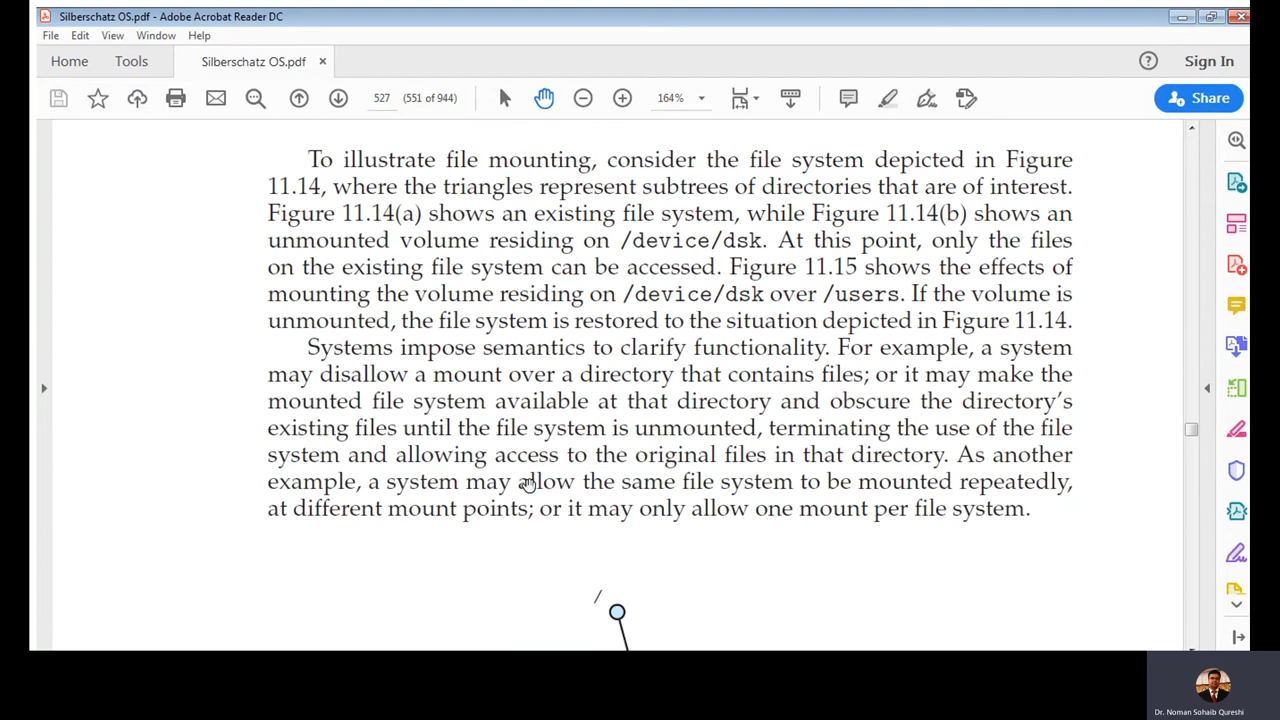 Silberschatz OS.pdf - Adobe Acrobat Reader DC
File Edit View Window Help
Home Tools Silberschatz OS.pdf × Sign In
527 (551 of 944) 164% Share
To illustrate file mounting, consider the file system depicted in Figure
11.14, where the triangles represent subtrees of directories that are of interest.
Figure 11.14(a) shows an existing file system, while Figure 11.14(b) shows an
unmounted volume residing on /device/dsk. At this point, only the files
on the existing file system can be accessed. Figure 11.15 shows the effects of
mounting the volume residing on /device/dsk over /users. If the volume is
unmounted, the file system is restored to the situation depicted in Figure 11.14.
Systems impose semantics to clarify functionality. For example, a system
may disallow a mount over a directory that contains files; or it may make the
mounted file system available at that directory and obscure the directory's
existing files until the file system is unmounted, terminating the use of the file
system and allowing access to the original files in that directory. As another
example, a system may allow the same file system to be mounted repeatedly,
at different mount points; or it may only allow one mount per file system.
/
Dr. Noman Sohaib Qureshi